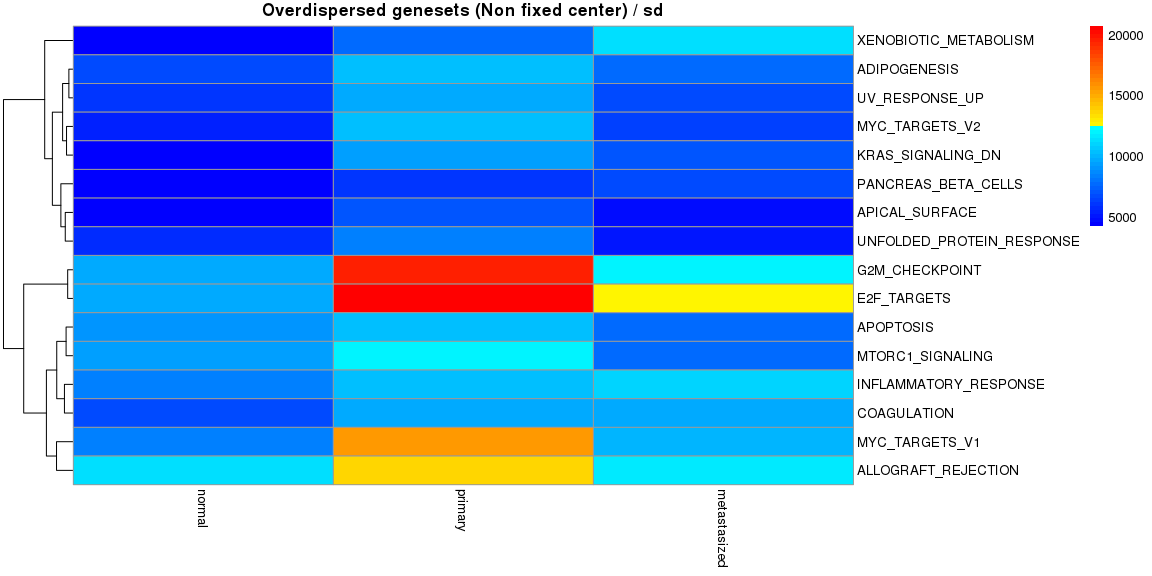 Overdispersed genesets (Non fixed center) / sd
XENOBIOTIC_METABOLISM
ADIPOGENESIS
UV_RESPONSE_UP
MYC_TARGETS_V2
KRAS_SIGNALING_DN
PANCREAS_BETA_CELLS
APICAL_SURFACE
UNFOLDED_PROTEIN_RESPONSE
G2M_CHECKPOINT
E2F_TARGETS
APOPTOSIS
MTORC1_SIGNALING
INFLAMMATORY_RESPONSE
COAGULATION
MYC_TARGETS_V1
ALLOGRAFT_REJECTION
20000
15000
10000
5000
normal
primary
metastasized